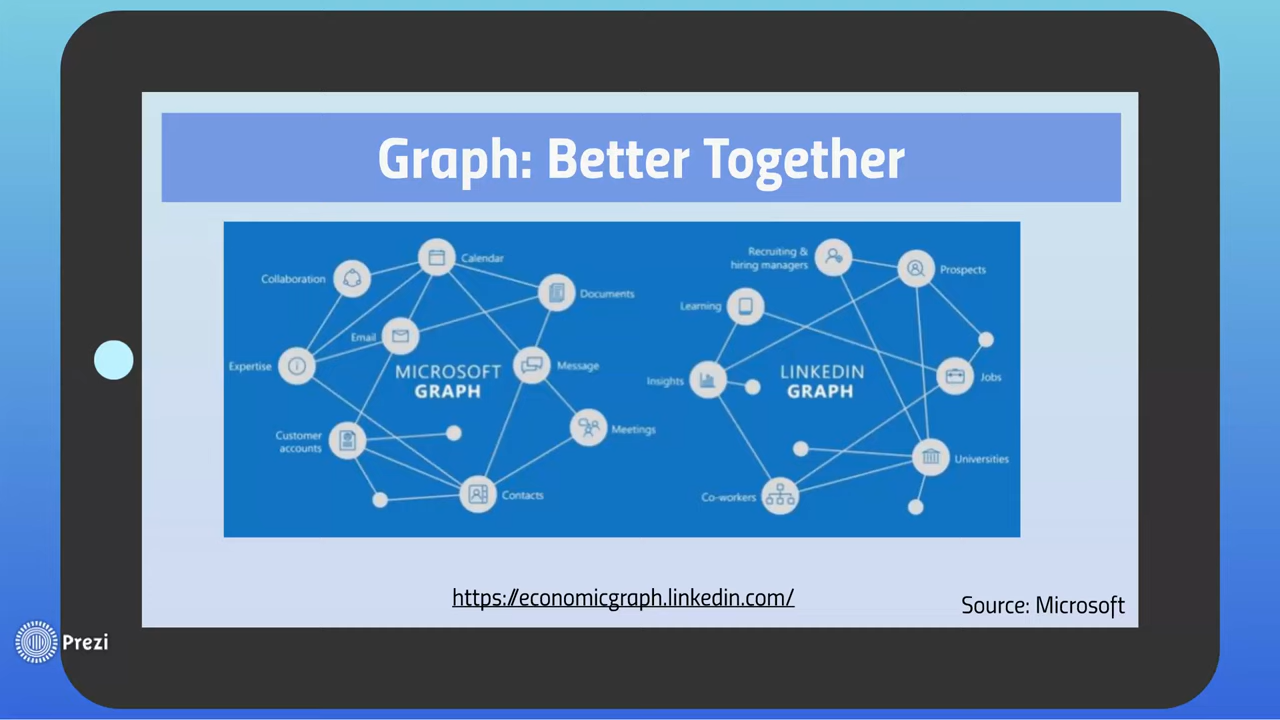 Graph: Better Together
Collaboration
Calendar
Documents
Email
Expertise
MICROSOFT
GRAPH
Message
Customer
accounts
Meetings
Contacts
Recruiting &
hiring managers
Prospects
Learning
Insights
LINKEDIN
GRAPH
Jobs
Universities
Co-workers
https://economicgraph.linkedin.com/
Source: Microsoft
Prezi